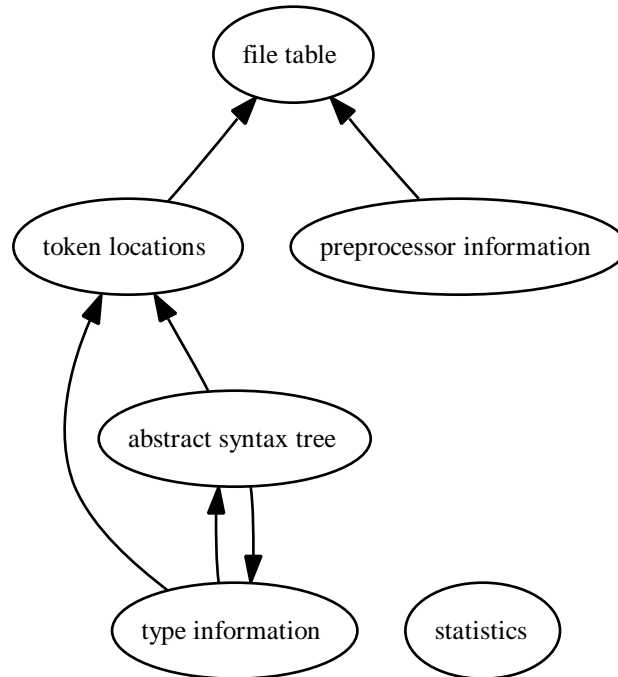 file table
token locations
preprocessor information
abstract syntax tree
type information
statistics